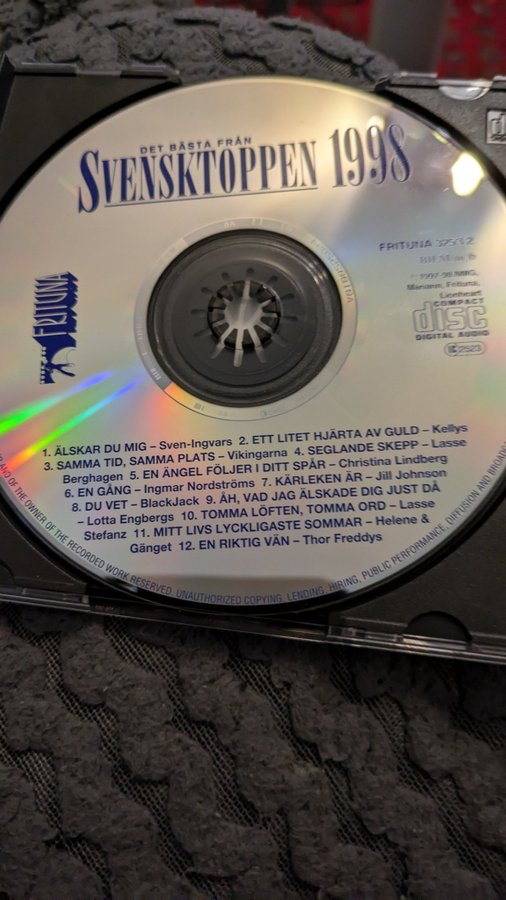 DET BÄSTA FRÅN
SVENSKTOPPEN 1998
FRITUNA
1997-98 NMG,
Mariann, Frituna,
Lionheart
COMPACT
disc
DIGITAL AUDIO
FRITUNA
1. ÄLSKAR DU MIG – Sven-Ingvars 2. ETT LITET HJÄRTA AV GULD – Kellys
3. SAMMA TID, SAMMA PLATS – Vikingarna 4. SEGLANDE SKEPP – Lasse
Berghagen 5. EN ÄNGEL FÖLJER I DITT SPÅR – Christina Lindberg
6. EN GÅNG – Ingmar Nordströms 7. KÄRLEKEN ÄR – Jill Johnson
8. DU VET – BlackJack 9. ÅH, VAD JAG ÄLSKADE DIG JUST DÅ
– Lotta Engbergs 10. TOMMA LÖFTEN, TOMMA ORD – Lasse
Stefanz 11. MITT LIVS LYCKLIGASTE SOMMAR – Helene &
Gänget 12. EN RIKTIG VÄN – Thor Freddys
AND OF THE OWNER OF THE RECORDED WORK RESERVED. UNAUTHORIZED COPYING, LENDING, HIRING, PUBLIC PERFORMANCE, DIFFUSION AND